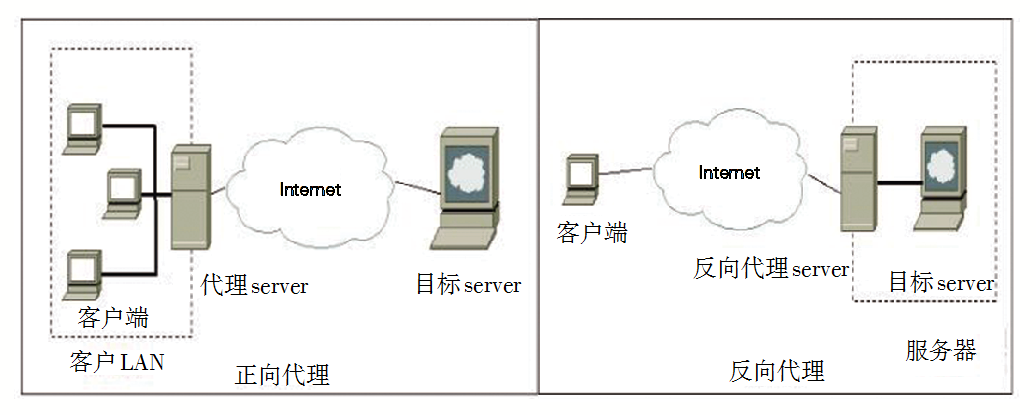 Internet
代理server
目标server
客户端
客户LAN
正向代理
Internet
客户端
反向代理server
目标server
服务器
反向代理